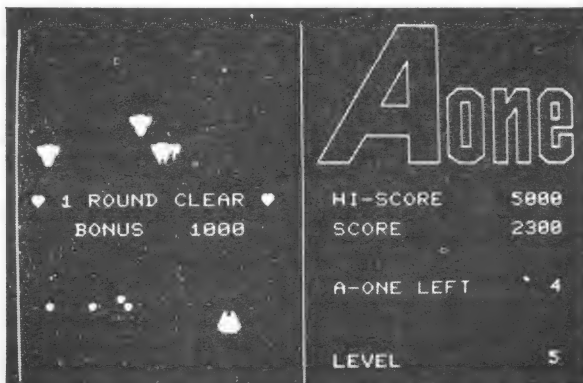 Aone
♥ 1 ROUND CLEAR ♥
BONUS 1000
HI-SCORE 5000
SCORE 2300
A-ONE LEFT 4
LEVEL 5